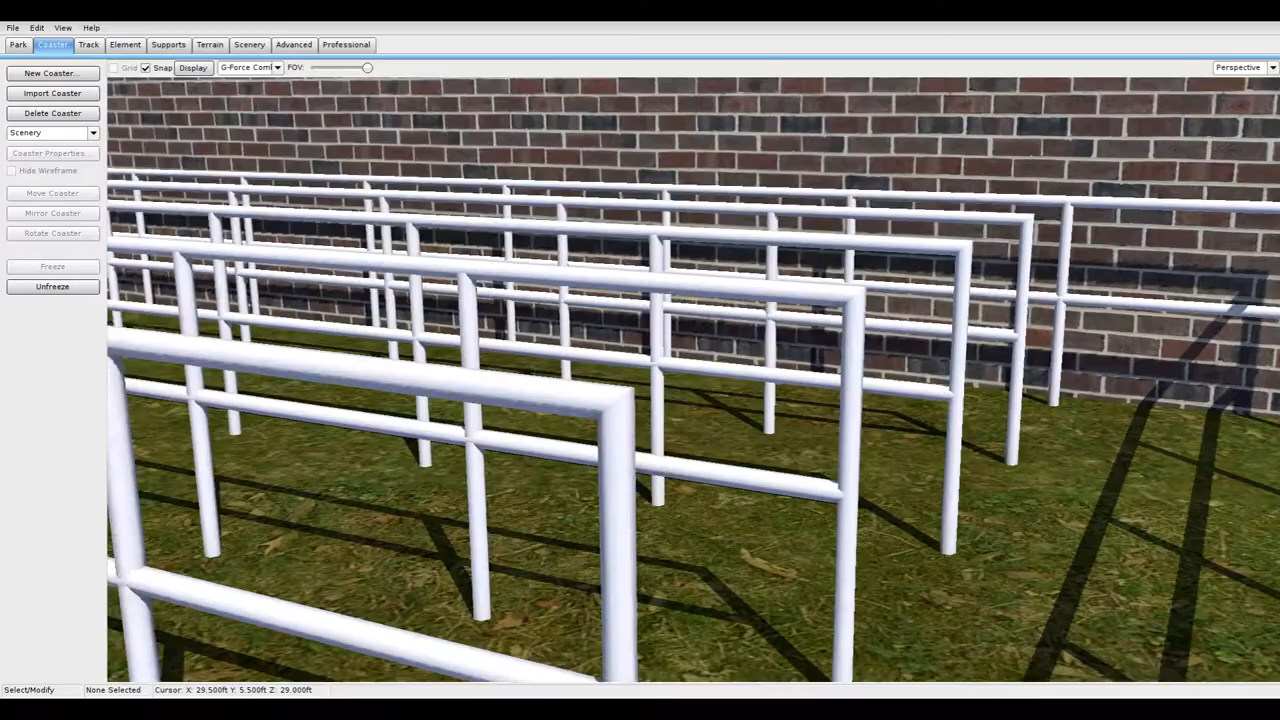 File Edit View Help
Park Coaster Track Element Supports Terrain Scenery Advanced Professional
Grid Snap Display G-Force Com FOV: Perspective
New Coaster...
Import Coaster
Delete Coaster
Scenery
Coaster Properties...
Hide Wireframe
Move Coaster
Mirror Coaster
Rotate Coaster
Freeze
Unfreeze
Select/Modify None Selected Cursor: X: 29.500ft Y: 5.500ft Z: 29.000ft